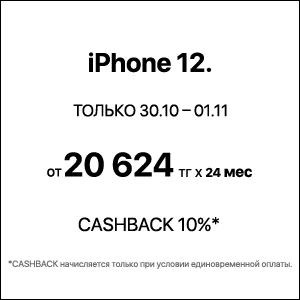 iPhone 12.
ТОЛЬКО 30.10 – 01.11
от 20 624 тг х 24 мес
CASHBACK 10%*
*CASHBACK начисляется только при условии единовременной оплаты.